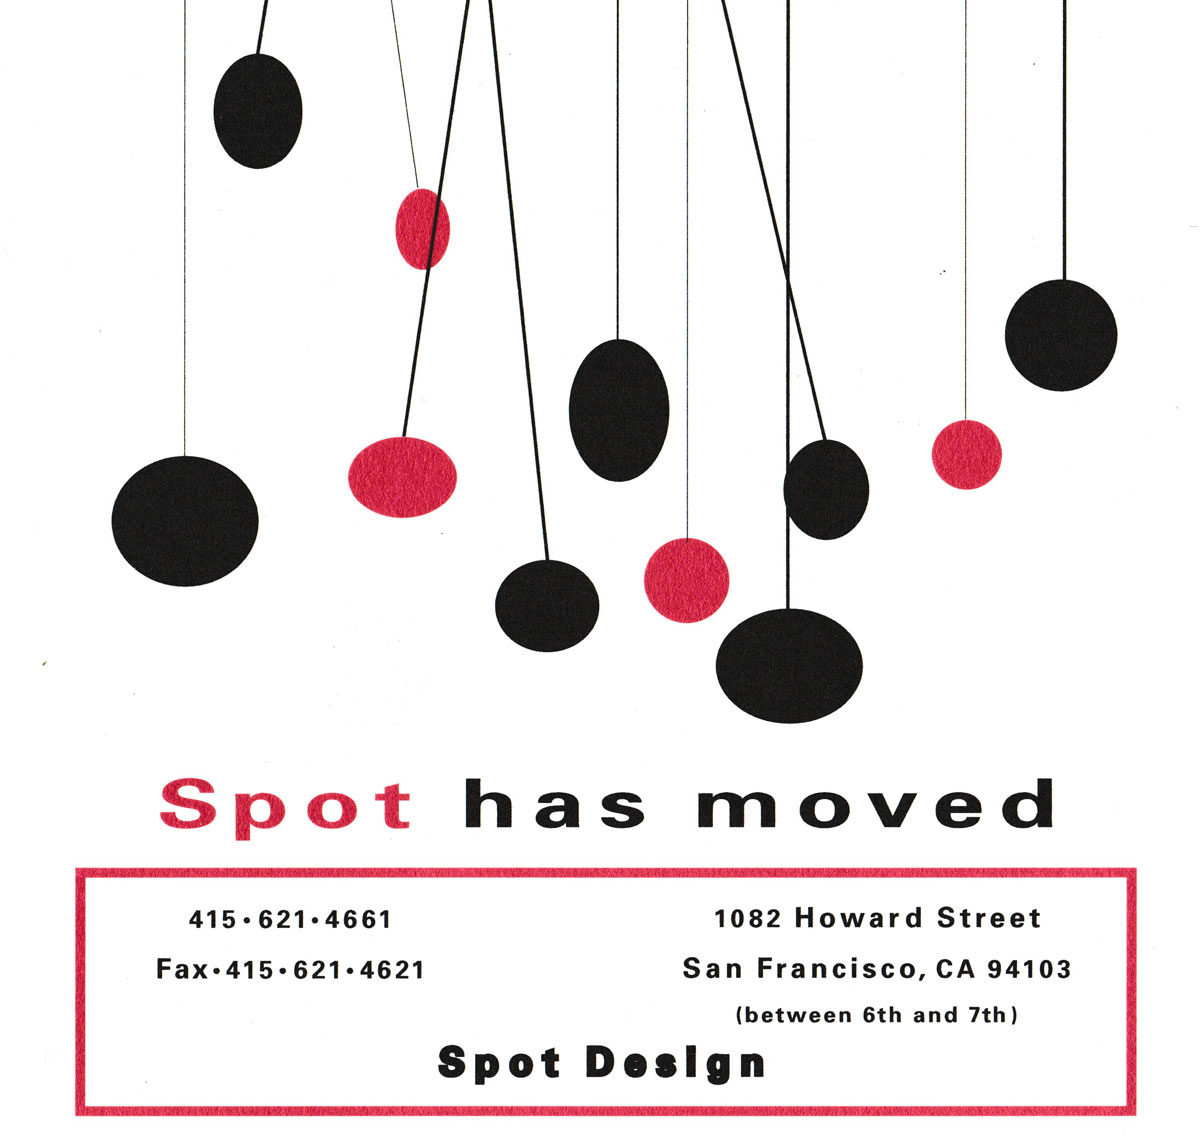 Spot has moved
415•621•4661
Fax•415•621•4621
1082 Howard Street
San Francisco, CA 94103
(between 6th and 7th)
Spot Design